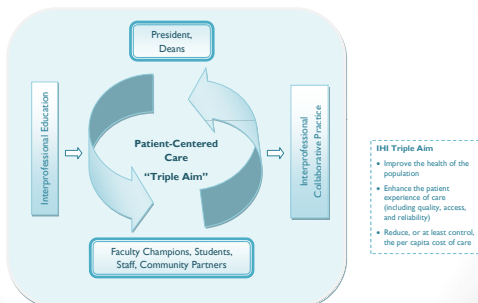 President,
Deans
Interprofessional Education
Patient-Centered
Care
“Triple Aim”
Interprofessional
Collaborative Practice
Faculty Champions, Students,
Staff, Community Partners
IHI Triple Aim
• Improve the health of the
population
• Enhance the patient
experience of care
(including quality, access,
and reliability)
• Reduce, or at least control,
the per capita cost of care